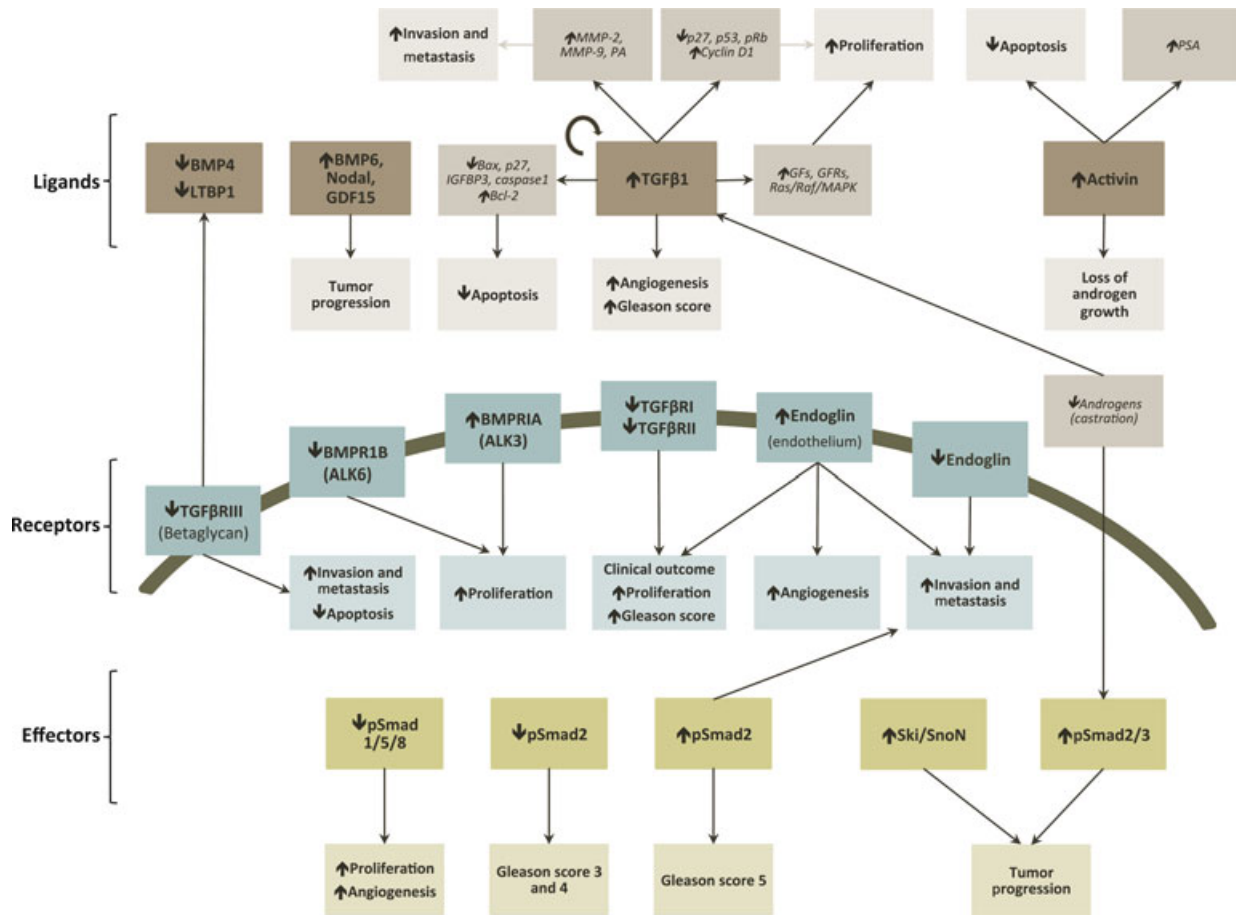 ↑Invasion and
metastasis
↑MMP-2,
MMP-9, PA
↓p27, p53, pRb
↑Cyclin D1
↑Proliferation
↓Apoptosis
↑PSA
Ligands
↓BMP4
↓LTBP1
↑BMP6,
Nodal,
GDF15
↓Bax, p27,
IGFBP3, caspase1
↑Bcl-2
↑TGFβ1
↑GFs, GFRs,
Ras/Raf/MAPK
↑Activin
Tumor
progression
↓Apoptosis
↑Angiogenesis
↑Gleason score
Loss of
androgen
growth
↓Androgens
(castration)
Receptors
↓TGFβRIII
(Betaglycan)
↓BMPR1B
(ALK6)
↑BMPRIA
(ALK3)
↓TGFβRI
↓TGFβRII
↑Endoglin
(endothelium)
↓Endoglin
↑Invasion and
metastasis
↓Apoptosis
↑Proliferation
Clinical outcome
↑Proliferation
↑Gleason score
↑Angiogenesis
↑Invasion and
metastasis
Effectors
↓pSmad
1/5/8
↓pSmad2
↑pSmad2
↑Ski/SnoN
↑pSmad2/3
↑Proliferation
↑Angiogenesis
Gleason score 3
and 4
Gleason score 5
Tumor
progression